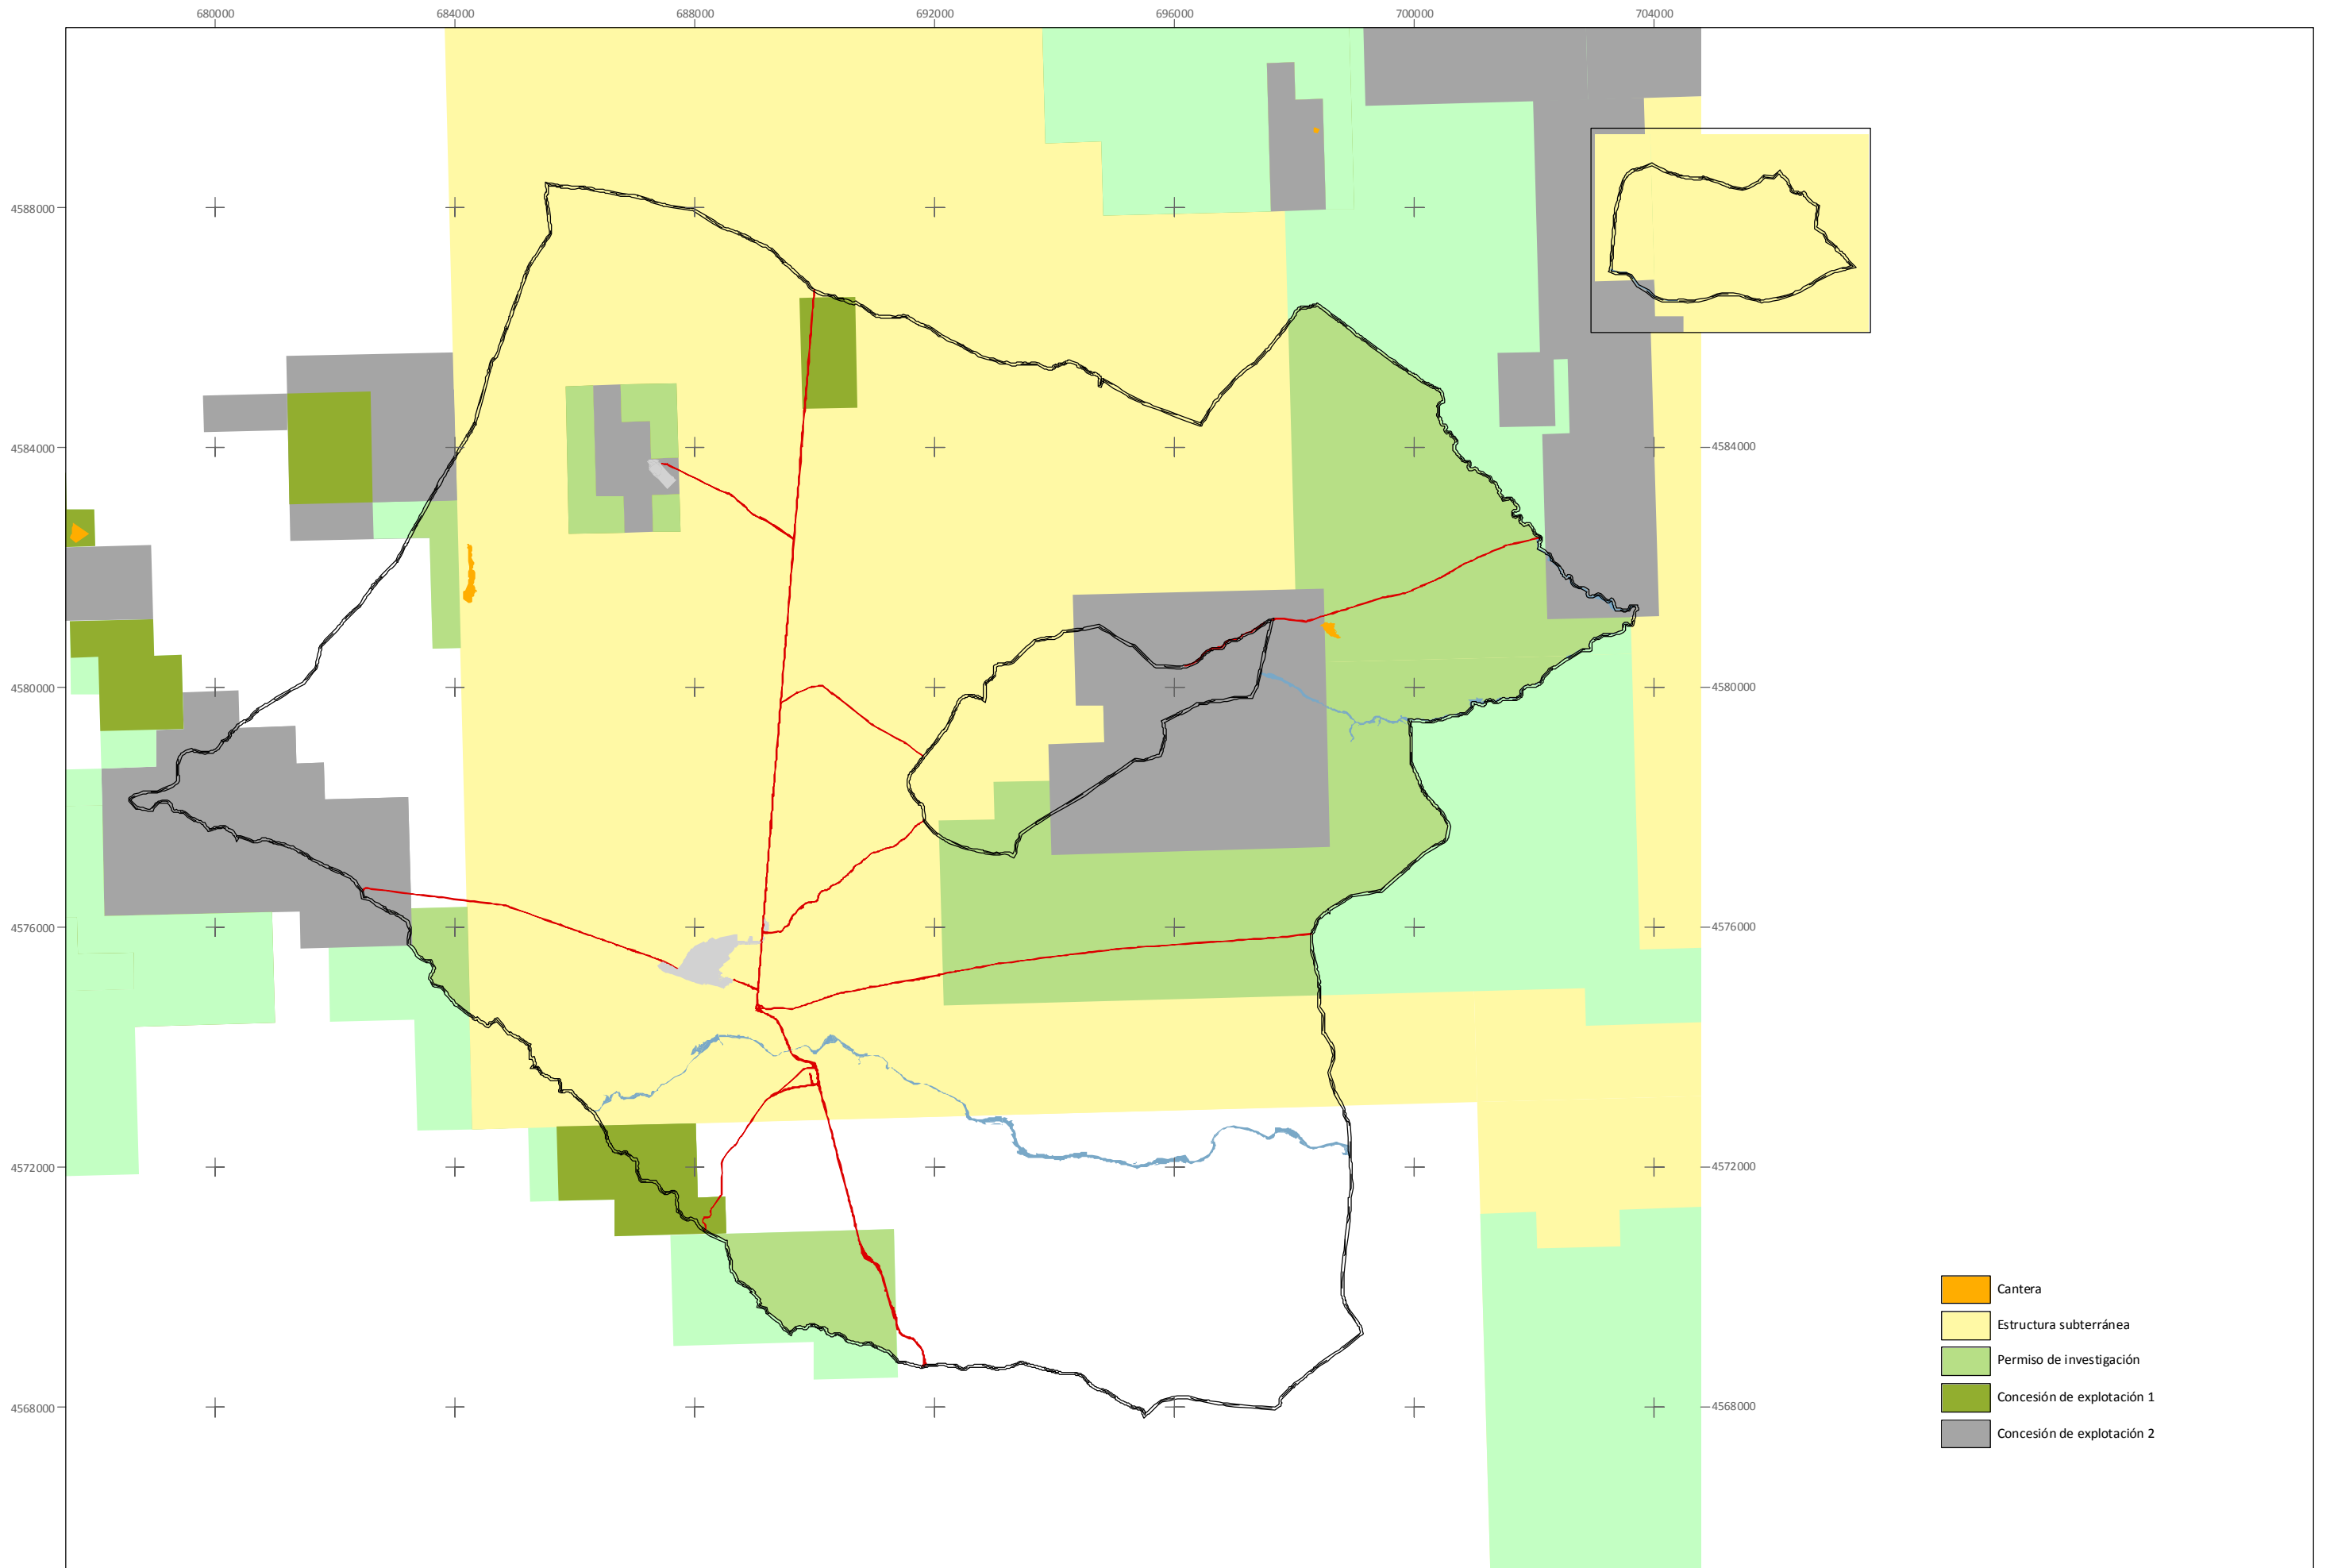 680000 684000 688000 692000 696000 700000 704000
4588000
4584000 4584000
4580000 4580000
4576000 4576000
4572000 4572000
4568000 4568000
Cantera
Estructura subterránea
Permiso de investigación
Concesión de explotación 1
Concesión de explotación 2